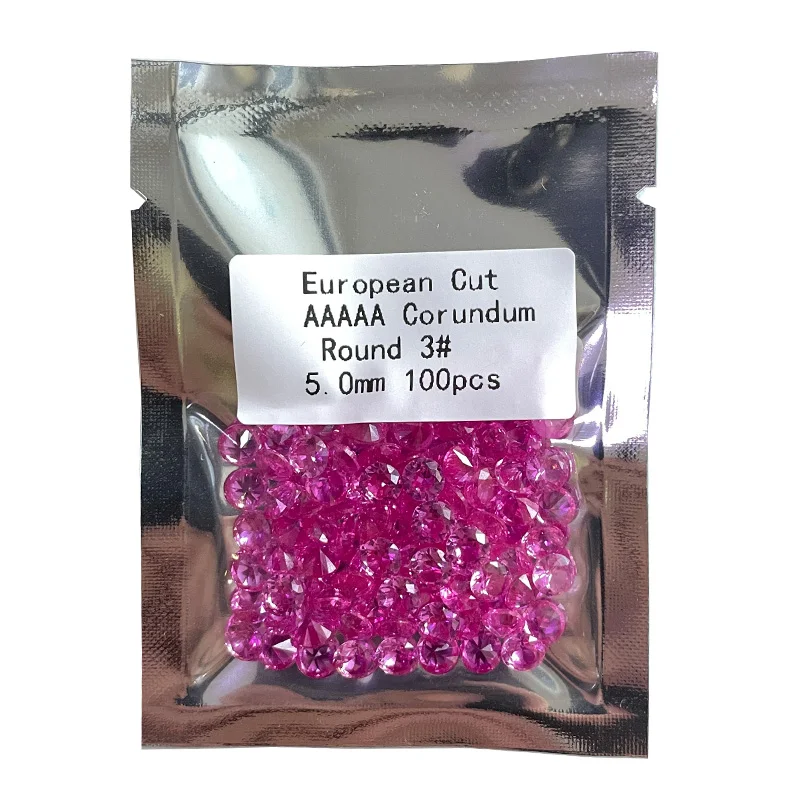 European Cut
AAAAA Corundum
Round 3#
5.0mm 100pcs